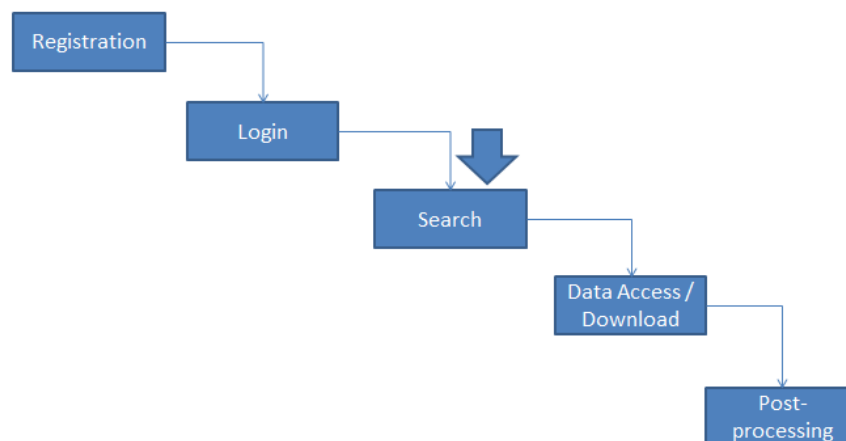 Registration
Login
Search
Data Access /
Download
Post-
processing